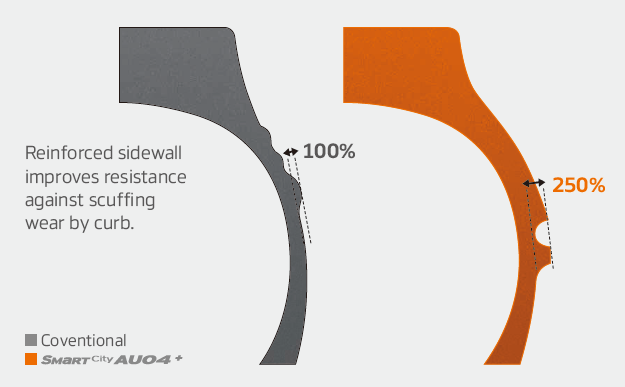 100%
250%
Reinforced sidewall
improves resistance
against scuffing
wear by curb.
Coventional
SMART City AU04+